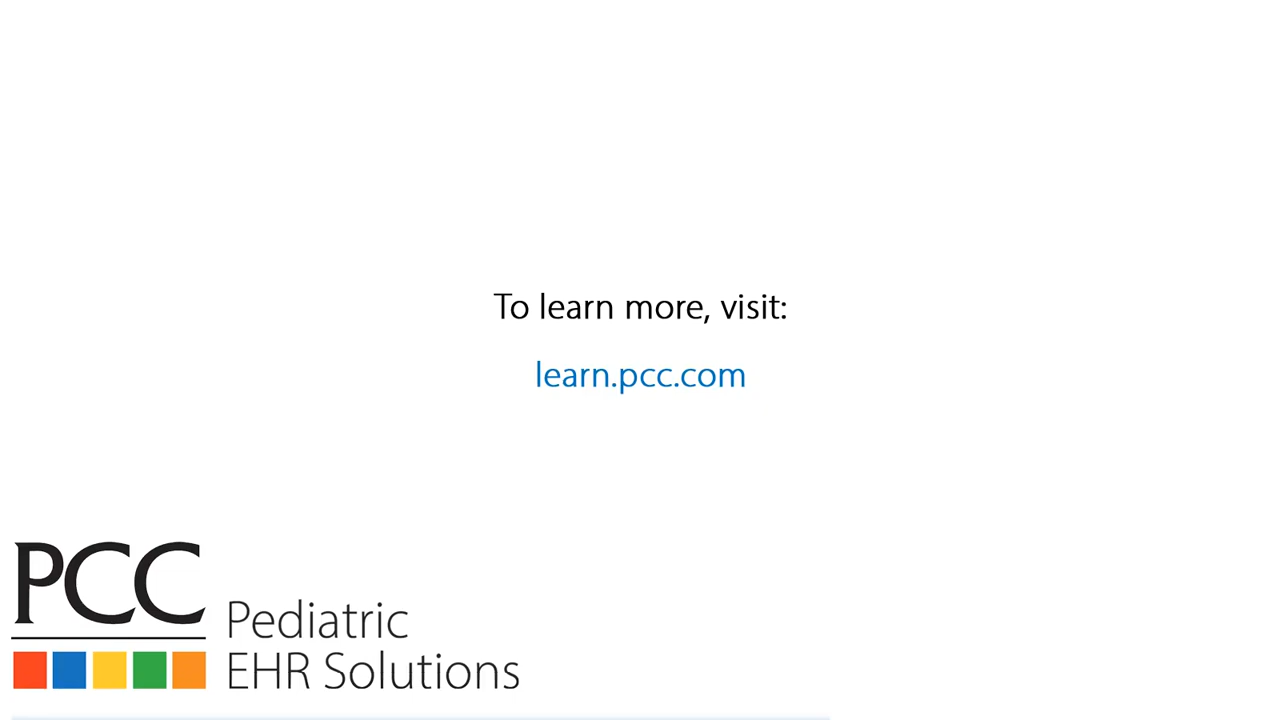 To learn more, visit:
learn.pcc.com
PCC
Pediatric
EHR Solutions